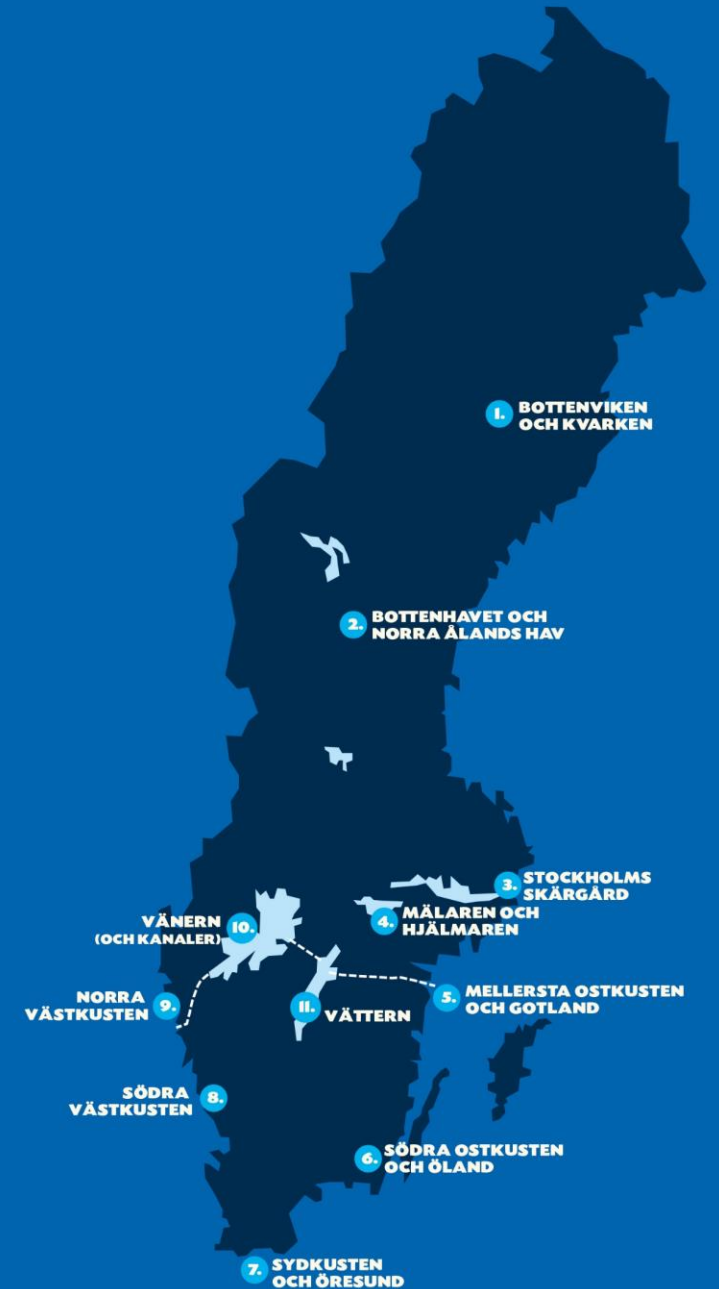 1. BOTTENVIKEN
OCH KVARKEN
2. BOTTENHAVET OCH
NORRA ÅLANDS HAV
3. STOCKHOLMS
SKÄRGÅRD
4. MÄLAREN OCH
HJÄLMAREN
5. MELLERSTA OSTKUSTEN
OCH GOTLAND
6. SÖDRA OSTKUSTEN
OCH ÖLAND
7. SYDKUSTEN
OCH ÖRESUND
SÖDRA 8.
VÄSTKUSTEN
NORRA 9.
VÄSTKUSTEN
VÄNERN 10.
(OCH KANALER)
11. VÄTTERN